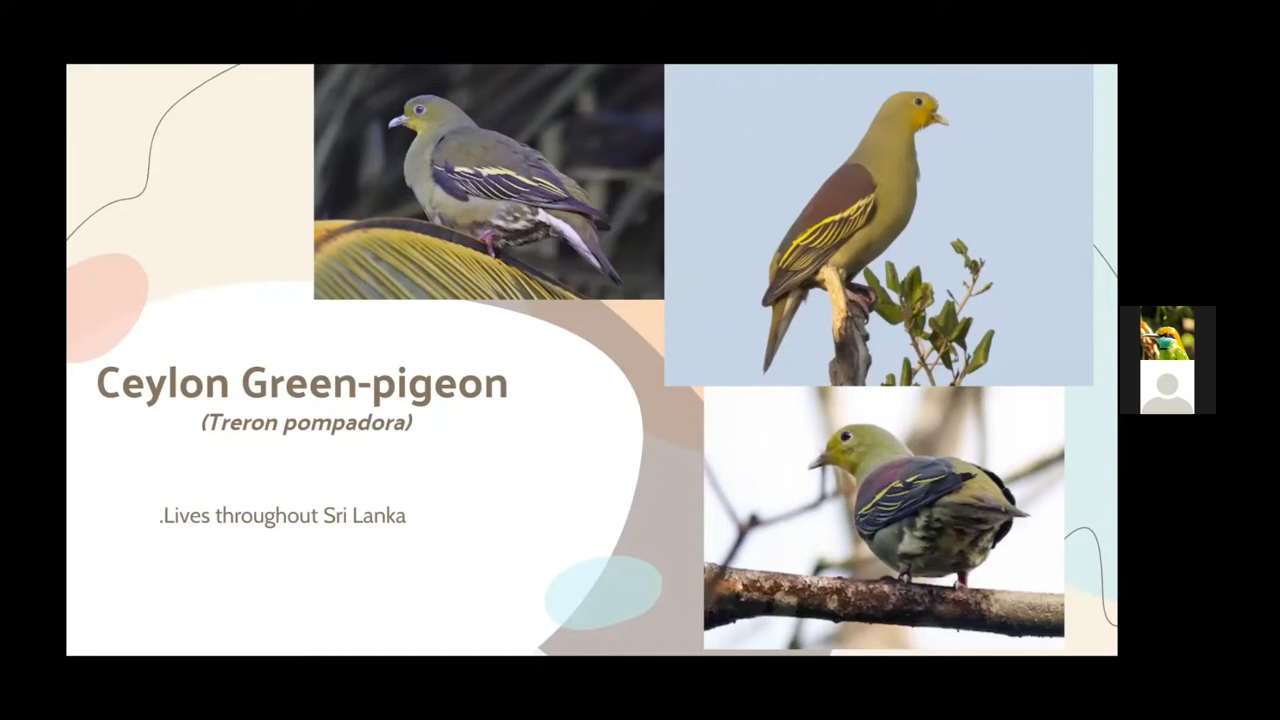 Ceylon Green-pigeon
(Treron pompadora)
.Lives throughout Sri Lanka